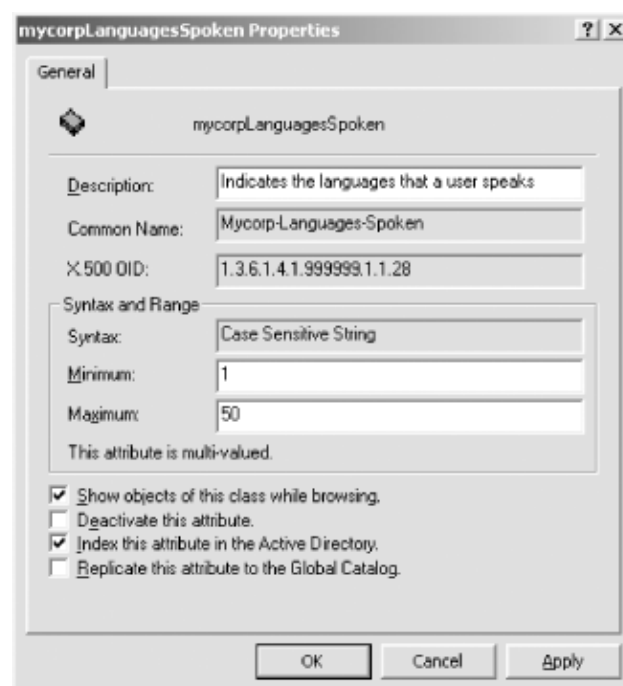 mycorpLanguagesSpoken Properties ? x
General
mycorpLanguagesSpoken
Description: Indicates the languages that a user speaks
Common Name: Mycorp-Languages-Spoken
X.500 OID: 1.3.6.1.4.1.999999.1.1.28
Syntax and Range
Syntax: Case Sensitive String
Minimum: 1
Maximum: 50
This attribute is multi-valued.
Show objects of this class while browsing.
Deactivate this attribute.
Index this attribute in the Active Directory.
Replicate this attribute to the Global Catalog.
OK Cancel Apply